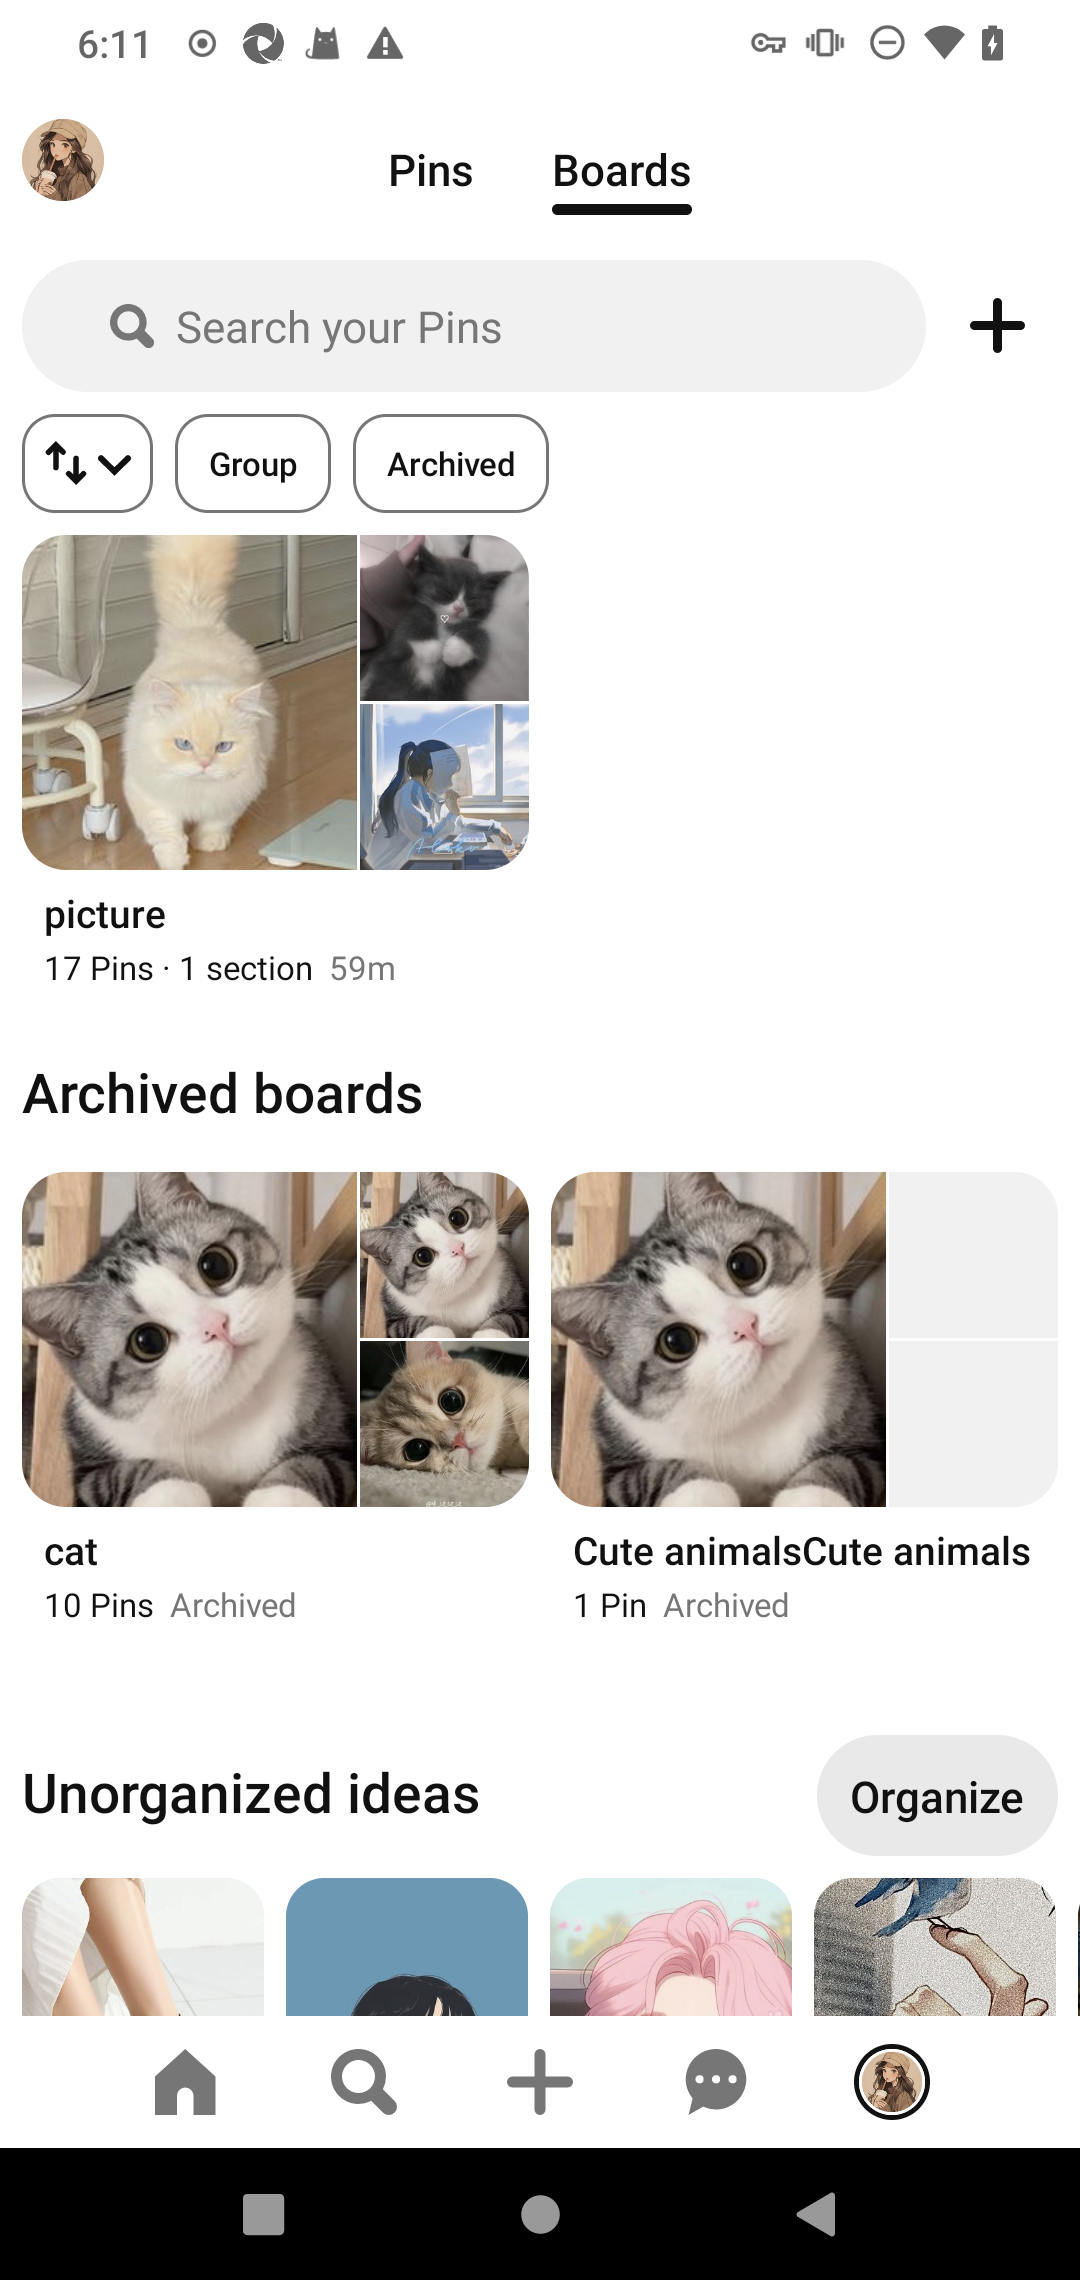 6:11
Pins
Boards
Search your Pins
Group
Archived
picture
17 Pins · 1 section 59m
Archived boards
cat
10 Pins Archived
Cute animalsCute animals
1 Pin Archived
Unorganized ideas
Organize